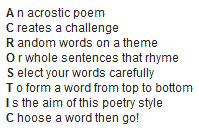 A n acrostic poem
C reates a challenge
R andom words on a theme
O r whole sentences that rhyme
S elect your words carefully
T o form a word from top to bottom
I s the aim of this poetry style
C hoose a word then go!